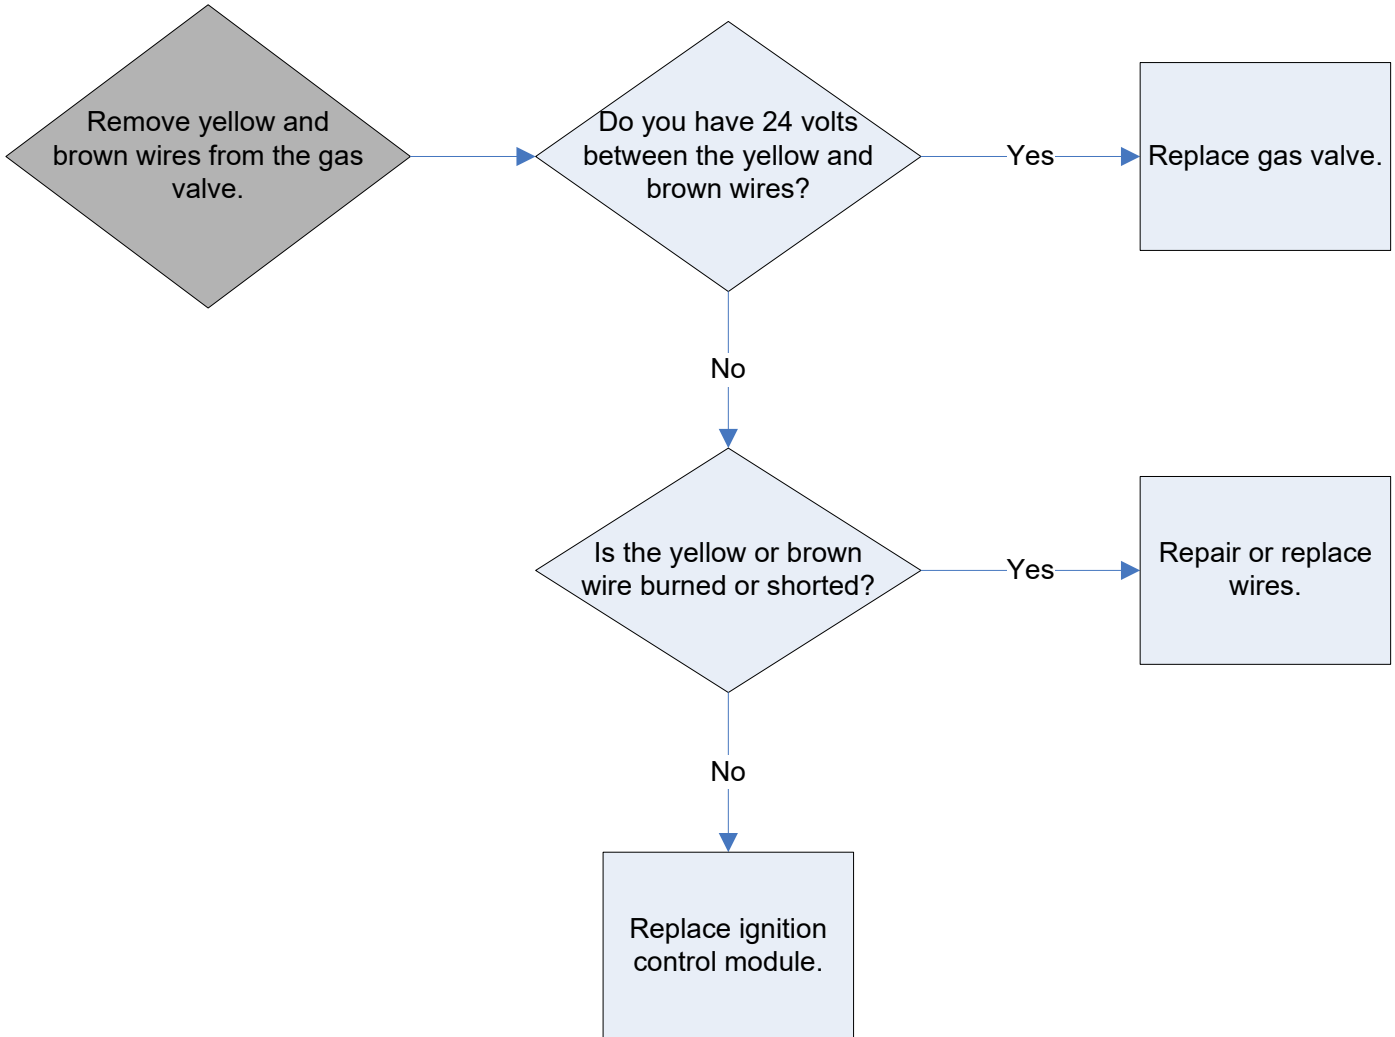 Remove yellow and
brown wires from the gas
valve.
Do you have 24 volts
between the yellow and
brown wires?
Yes
Replace gas valve.
No
Is the yellow or brown
wire burned or shorted?
Yes
Repair or replace
wires.
No
Replace ignition
control module.